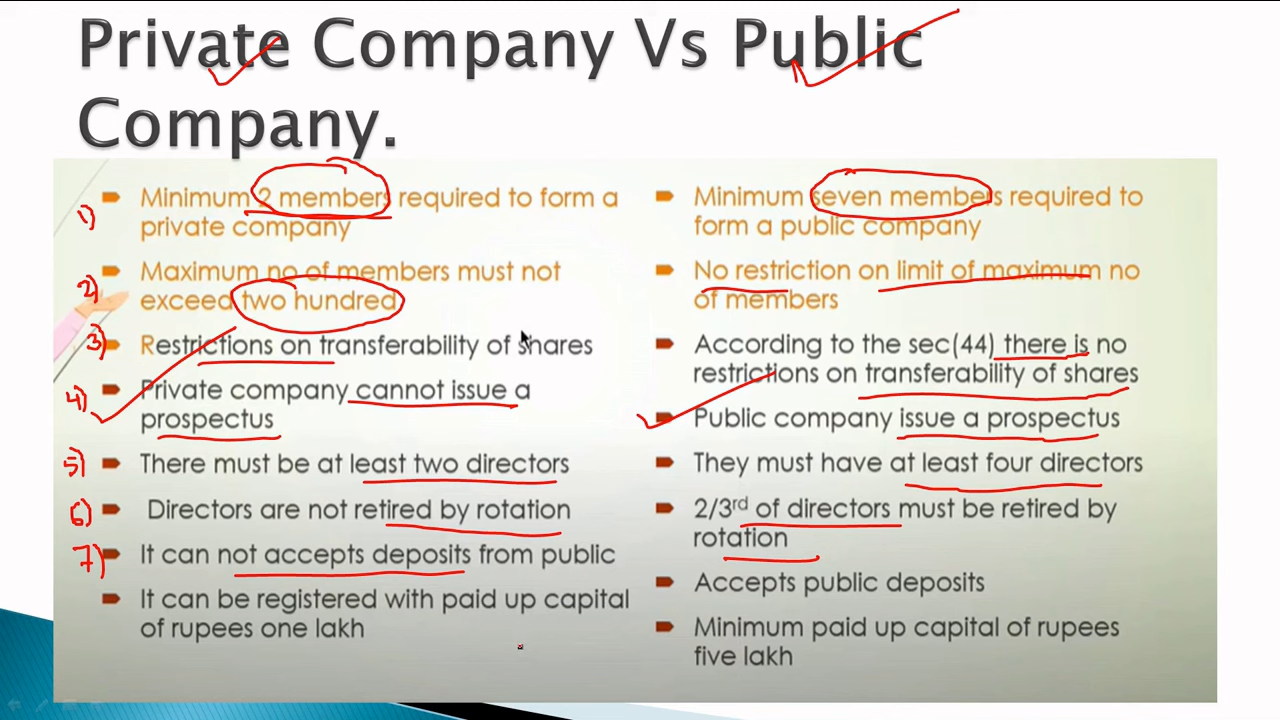 Private Company Vs Public
Company.
1)
Minimum 2 members required to form a
private company
2)
Maximum no of members must not
exceed two hundred
3)
Restrictions on transferability of shares
4)
Private company cannot issue a
prospectus
5)
There must be at least two directors
6)
Directors are not retired by rotation
7)
It can not accepts deposits from public
It can be registered with paid up capital
of rupees one lakh
Minimum seven members required to
form a public company
No restriction on limit of maximum no
of members
According to the sec(44) there is no
restrictions on transferability of shares
Public company issue a prospectus
They must have at least four directors
2/3rd of directors must be retired by
rotation
Accepts public deposits
Minimum paid up capital of rupees
five lakh